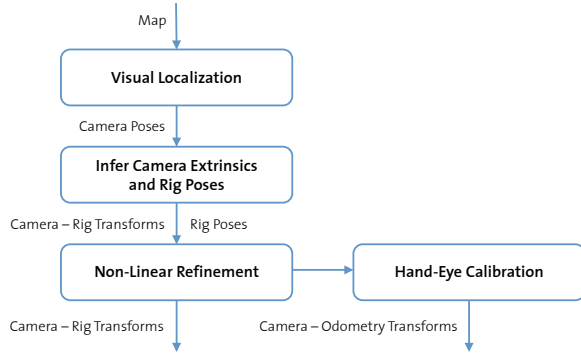 Map
Visual Localization
Camera Poses
Infer Camera Extrinsics
and Rig Poses
Camera – Rig Transforms
Rig Poses
Non-Linear Refinement
Hand-Eye Calibration
Camera – Rig Transforms
Camera – Odometry Transforms